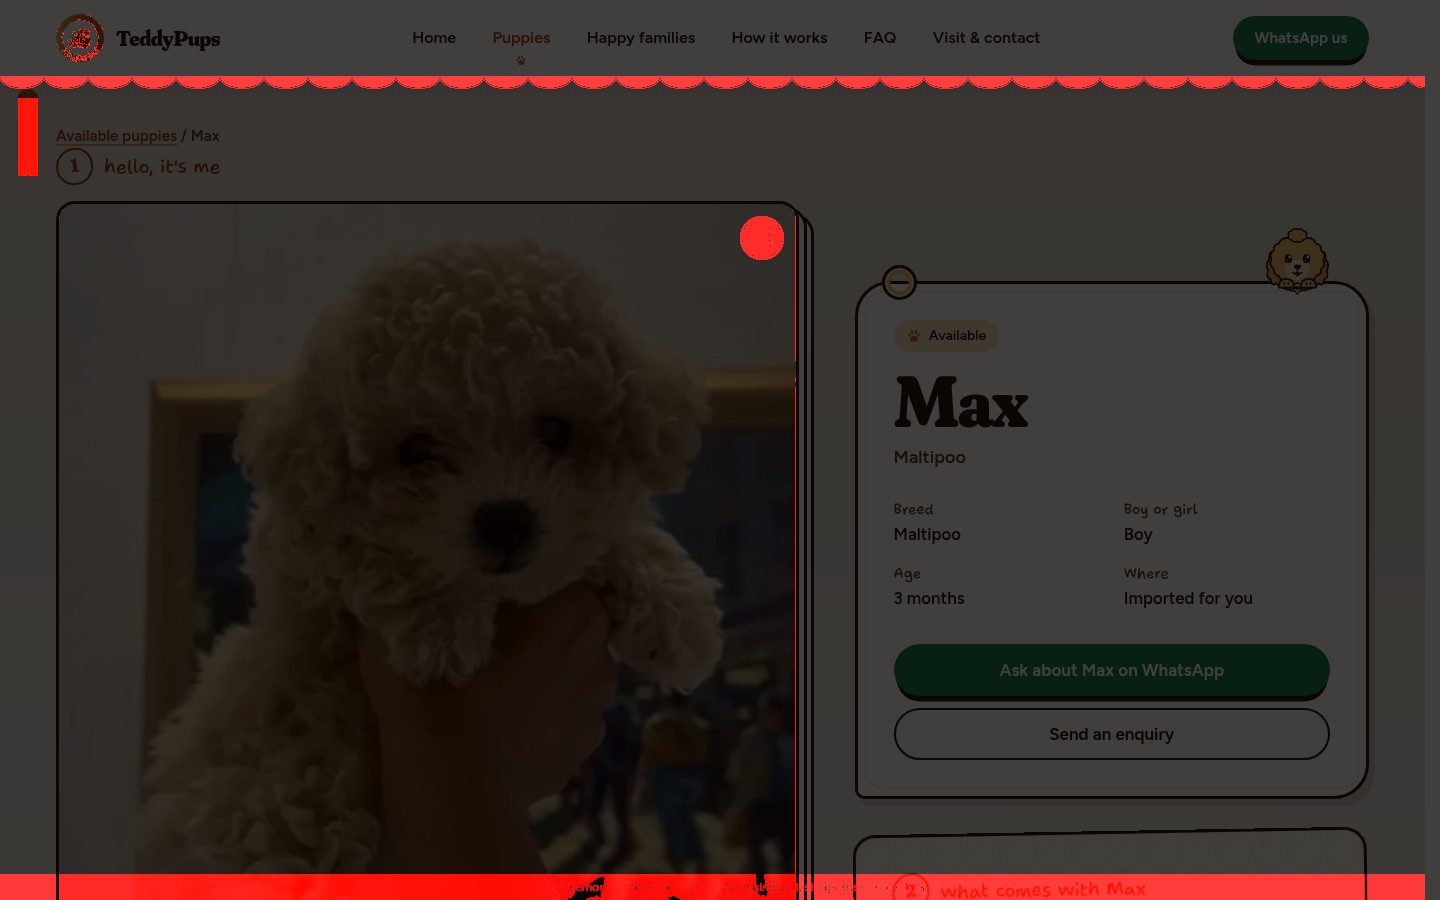 TeddyPups
Home
Puppies
Happy families
How it works
FAQ
Visit & contact
WhatsApp us
Available puppies / Max
1 hello, it's me
Available
Max
Maltipoo
Breed
Boy or girl
Maltipoo
Boy
Age
Where
3 months
Imported for you
Ask about Max on WhatsApp
Send an enquiry
2 what comes with Max